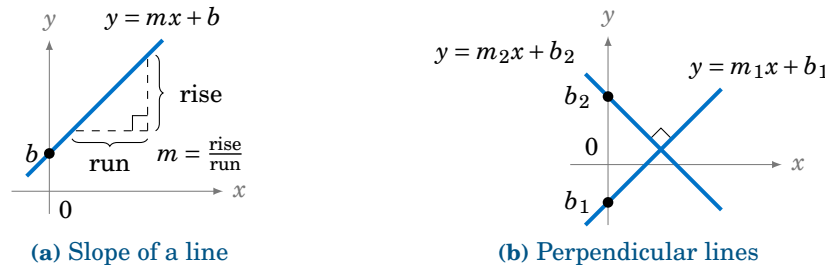 y
y = mx + b
rise
b
run
m = rise/run
x
0
(a) Slope of a line
y
y = m₂x + b₂
y = m₁x + b₁
b₂
0
x
b₁
(b) Perpendicular lines